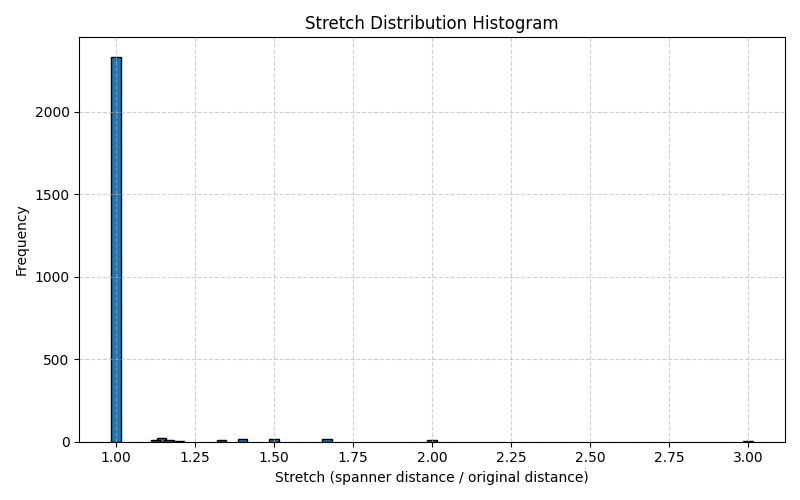 Stretch Distribution Histogram
Frequency
2000
1500
1000
500
0
1.00 1.25 1.50 1.75 2.00 2.25 2.50 2.75 3.00
Stretch (spanner distance / original distance)